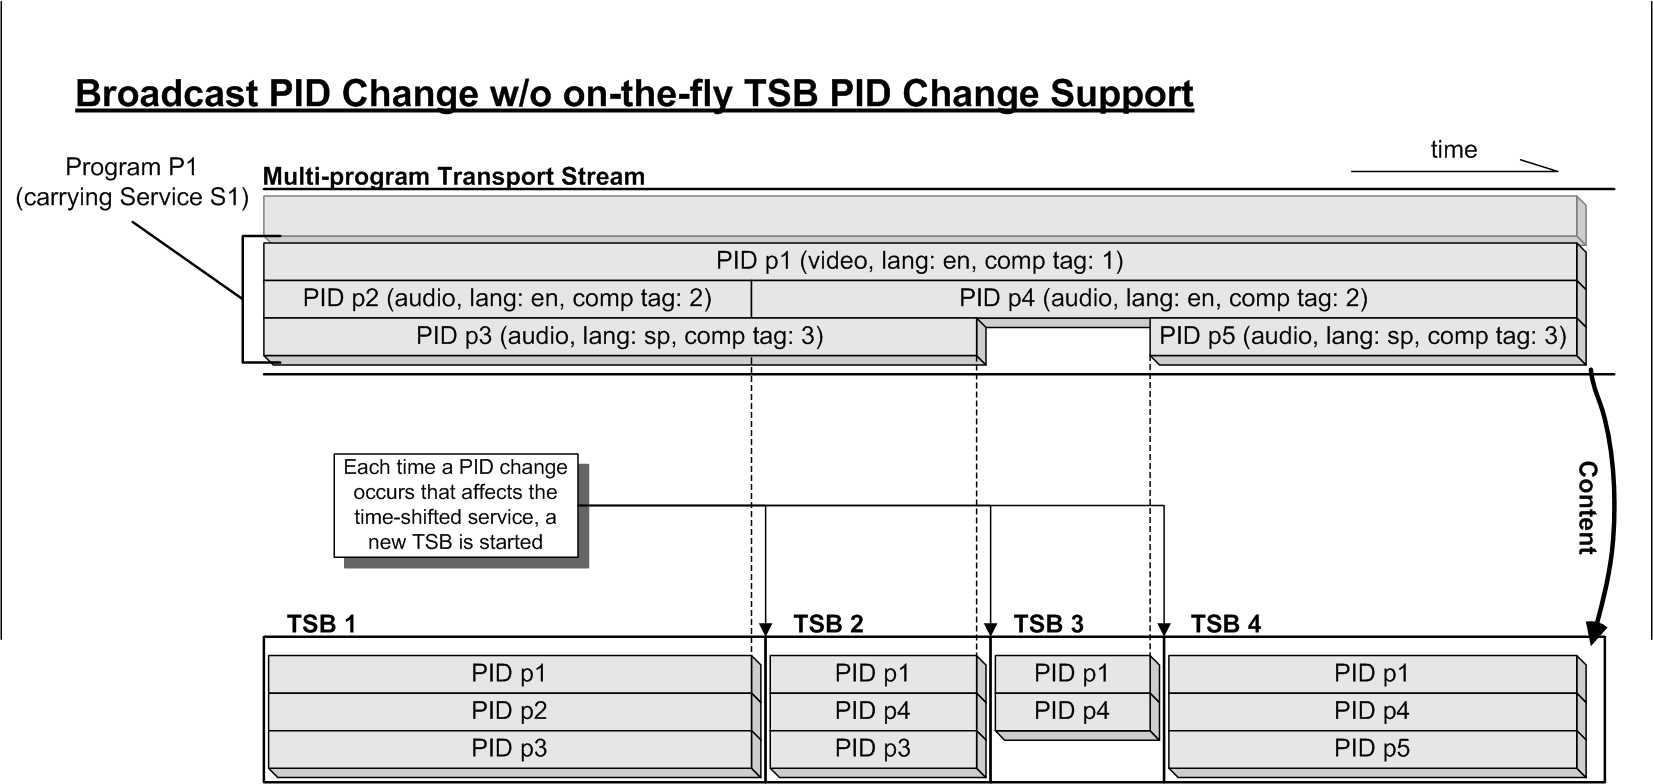 Broadcast PID Change w/o on-the-fly TSB PID Change Support
time
Program P1
(carrying Service S1)
Multi-program Transport Stream
PID p1 (video, lang: en, comp tag: 1)
PID p2 (audio, lang: en, comp tag: 2)
PID p4 (audio, lang: en, comp tag: 2)
PID p3 (audio, lang: sp, comp tag: 3)
PID p5 (audio, lang: sp, comp tag: 3)
Each time a PID change
occurs that affects the
time-shifted service, a
new TSB is started
Content
TSB 1
TSB 2
TSB 3
TSB 4
PID p1
PID p1
PID p1
PID p1
PID p2
PID p4
PID p4
PID p4
PID p3
PID p3
PID p5